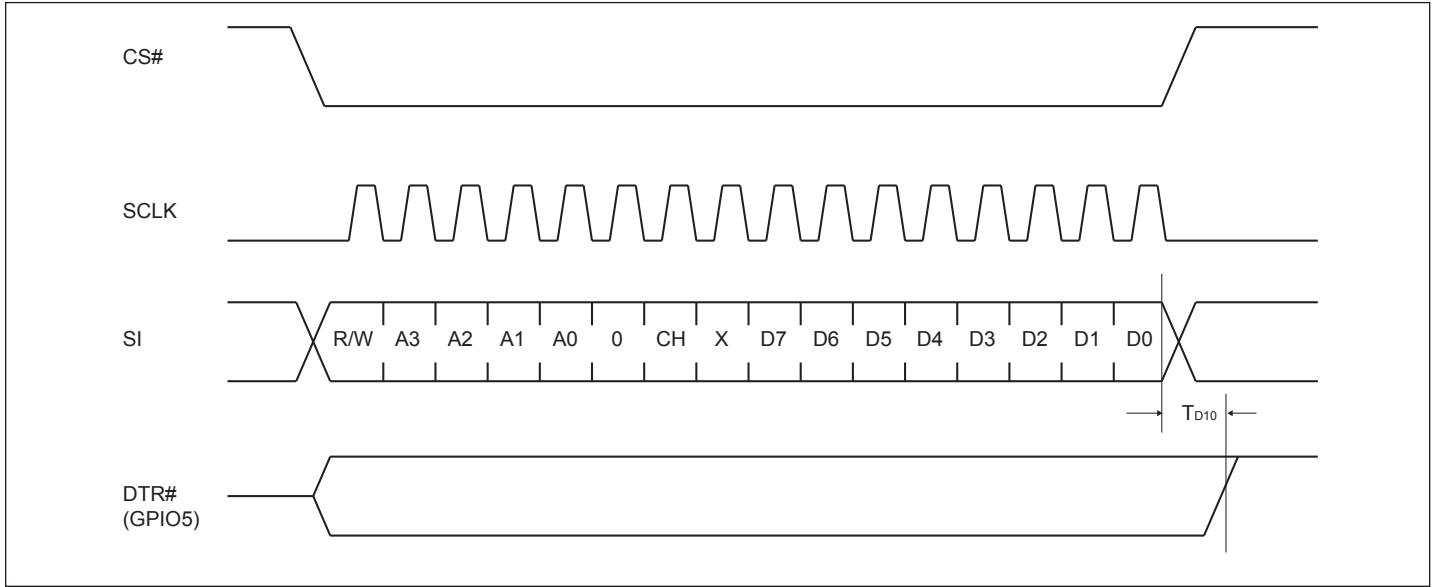 CS#
SCLK
SI
R/W A3 A2 A1 A0 0 CH X D7 D6 D5 D4 D3 D2 D1 D0
TD10
DTR#
(GPIO5)